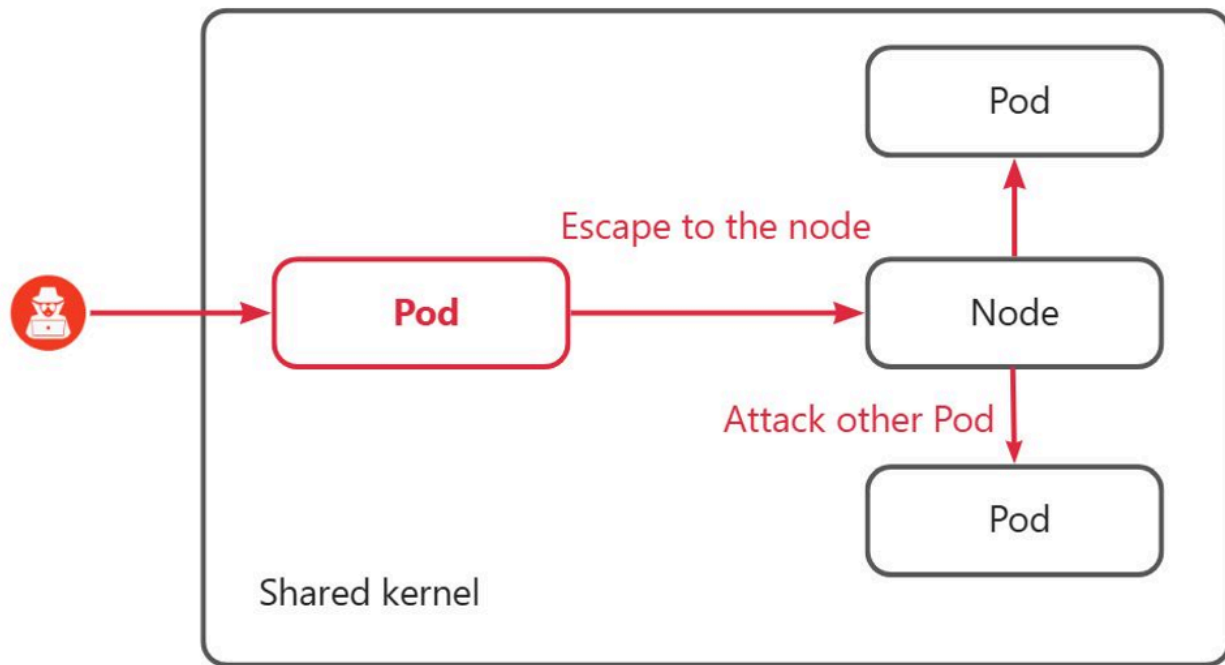 Pod
Escape to the node
Pod
Node
Attack other Pod
Pod
Shared kernel